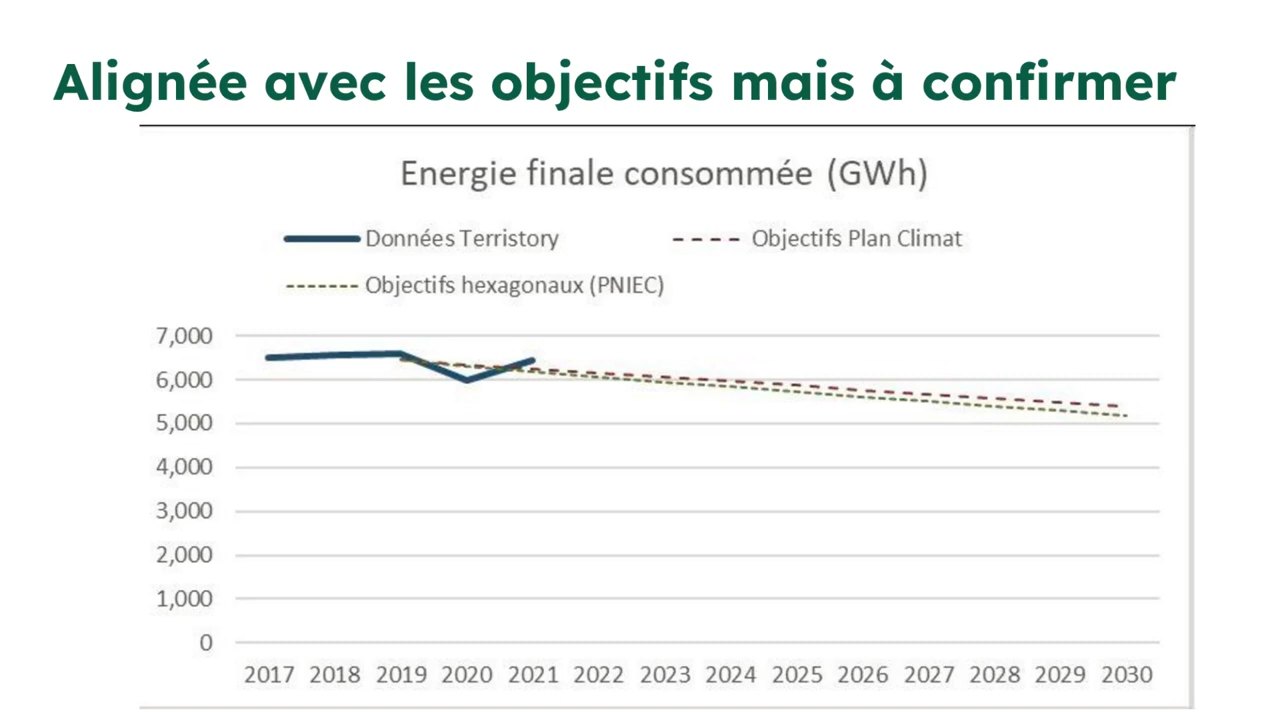 Alignée avec les objectifs mais à confirmer
Energie finale consommée (GWh)
Données Terristory
Objectifs Plan Climat
Objectifs hexagonaux (PNIEC)
7,000
6,000
5,000
4,000
3,000
2,000
1,000
0
2017 2018 2019 2020 2021 2022 2023 2024 2025 2026 2027 2028 2029 2030